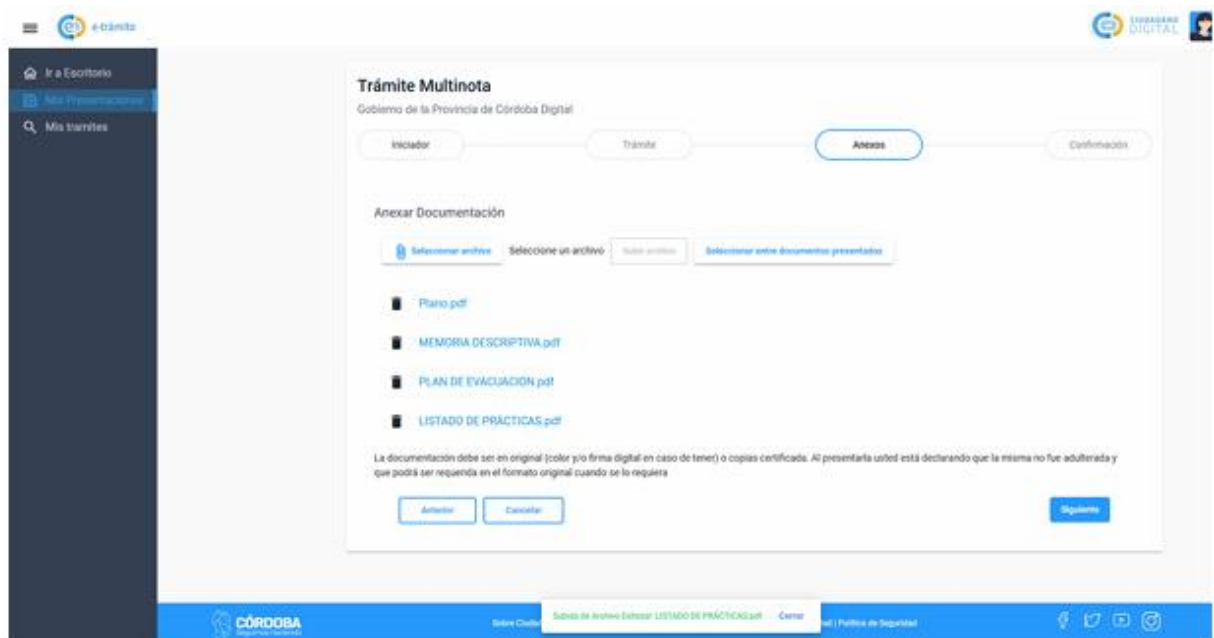 e-trámite
CIUDADANO
DIGITAL
Ir a Escritorio
Mis Presentaciones
Mis tramites
Trámite Multinota
Gobierno de la Provincia de Córdoba Digital
Iniciador
Trámite
Anexos
Confirmación
Anexar Documentación
Seleccionar archivo
Seleccione un archivo
Subir archivo
Seleccionar entre documentos presentados
Plano.pdf
MEMORIA DESCRIPTIVA.pdf
PLAN DE EVACUACION.pdf
LISTADO DE PRÁCTICAS.pdf
La documentación debe ser en original (color y/o firma digital en caso de tener) o copias certificada. Al presentarla usted está declarando que la misma no fue adulterada y
que podrá ser requerida en el formato original cuando se lo requiera
Anterior
Cancelar
Siguiente
CÓRDOBA
Sobre Ciudad
Subida de Archivo Exitosa! LISTADO DE PRÁCTICAS.pdf
Cerrar
| Política de Seguridad